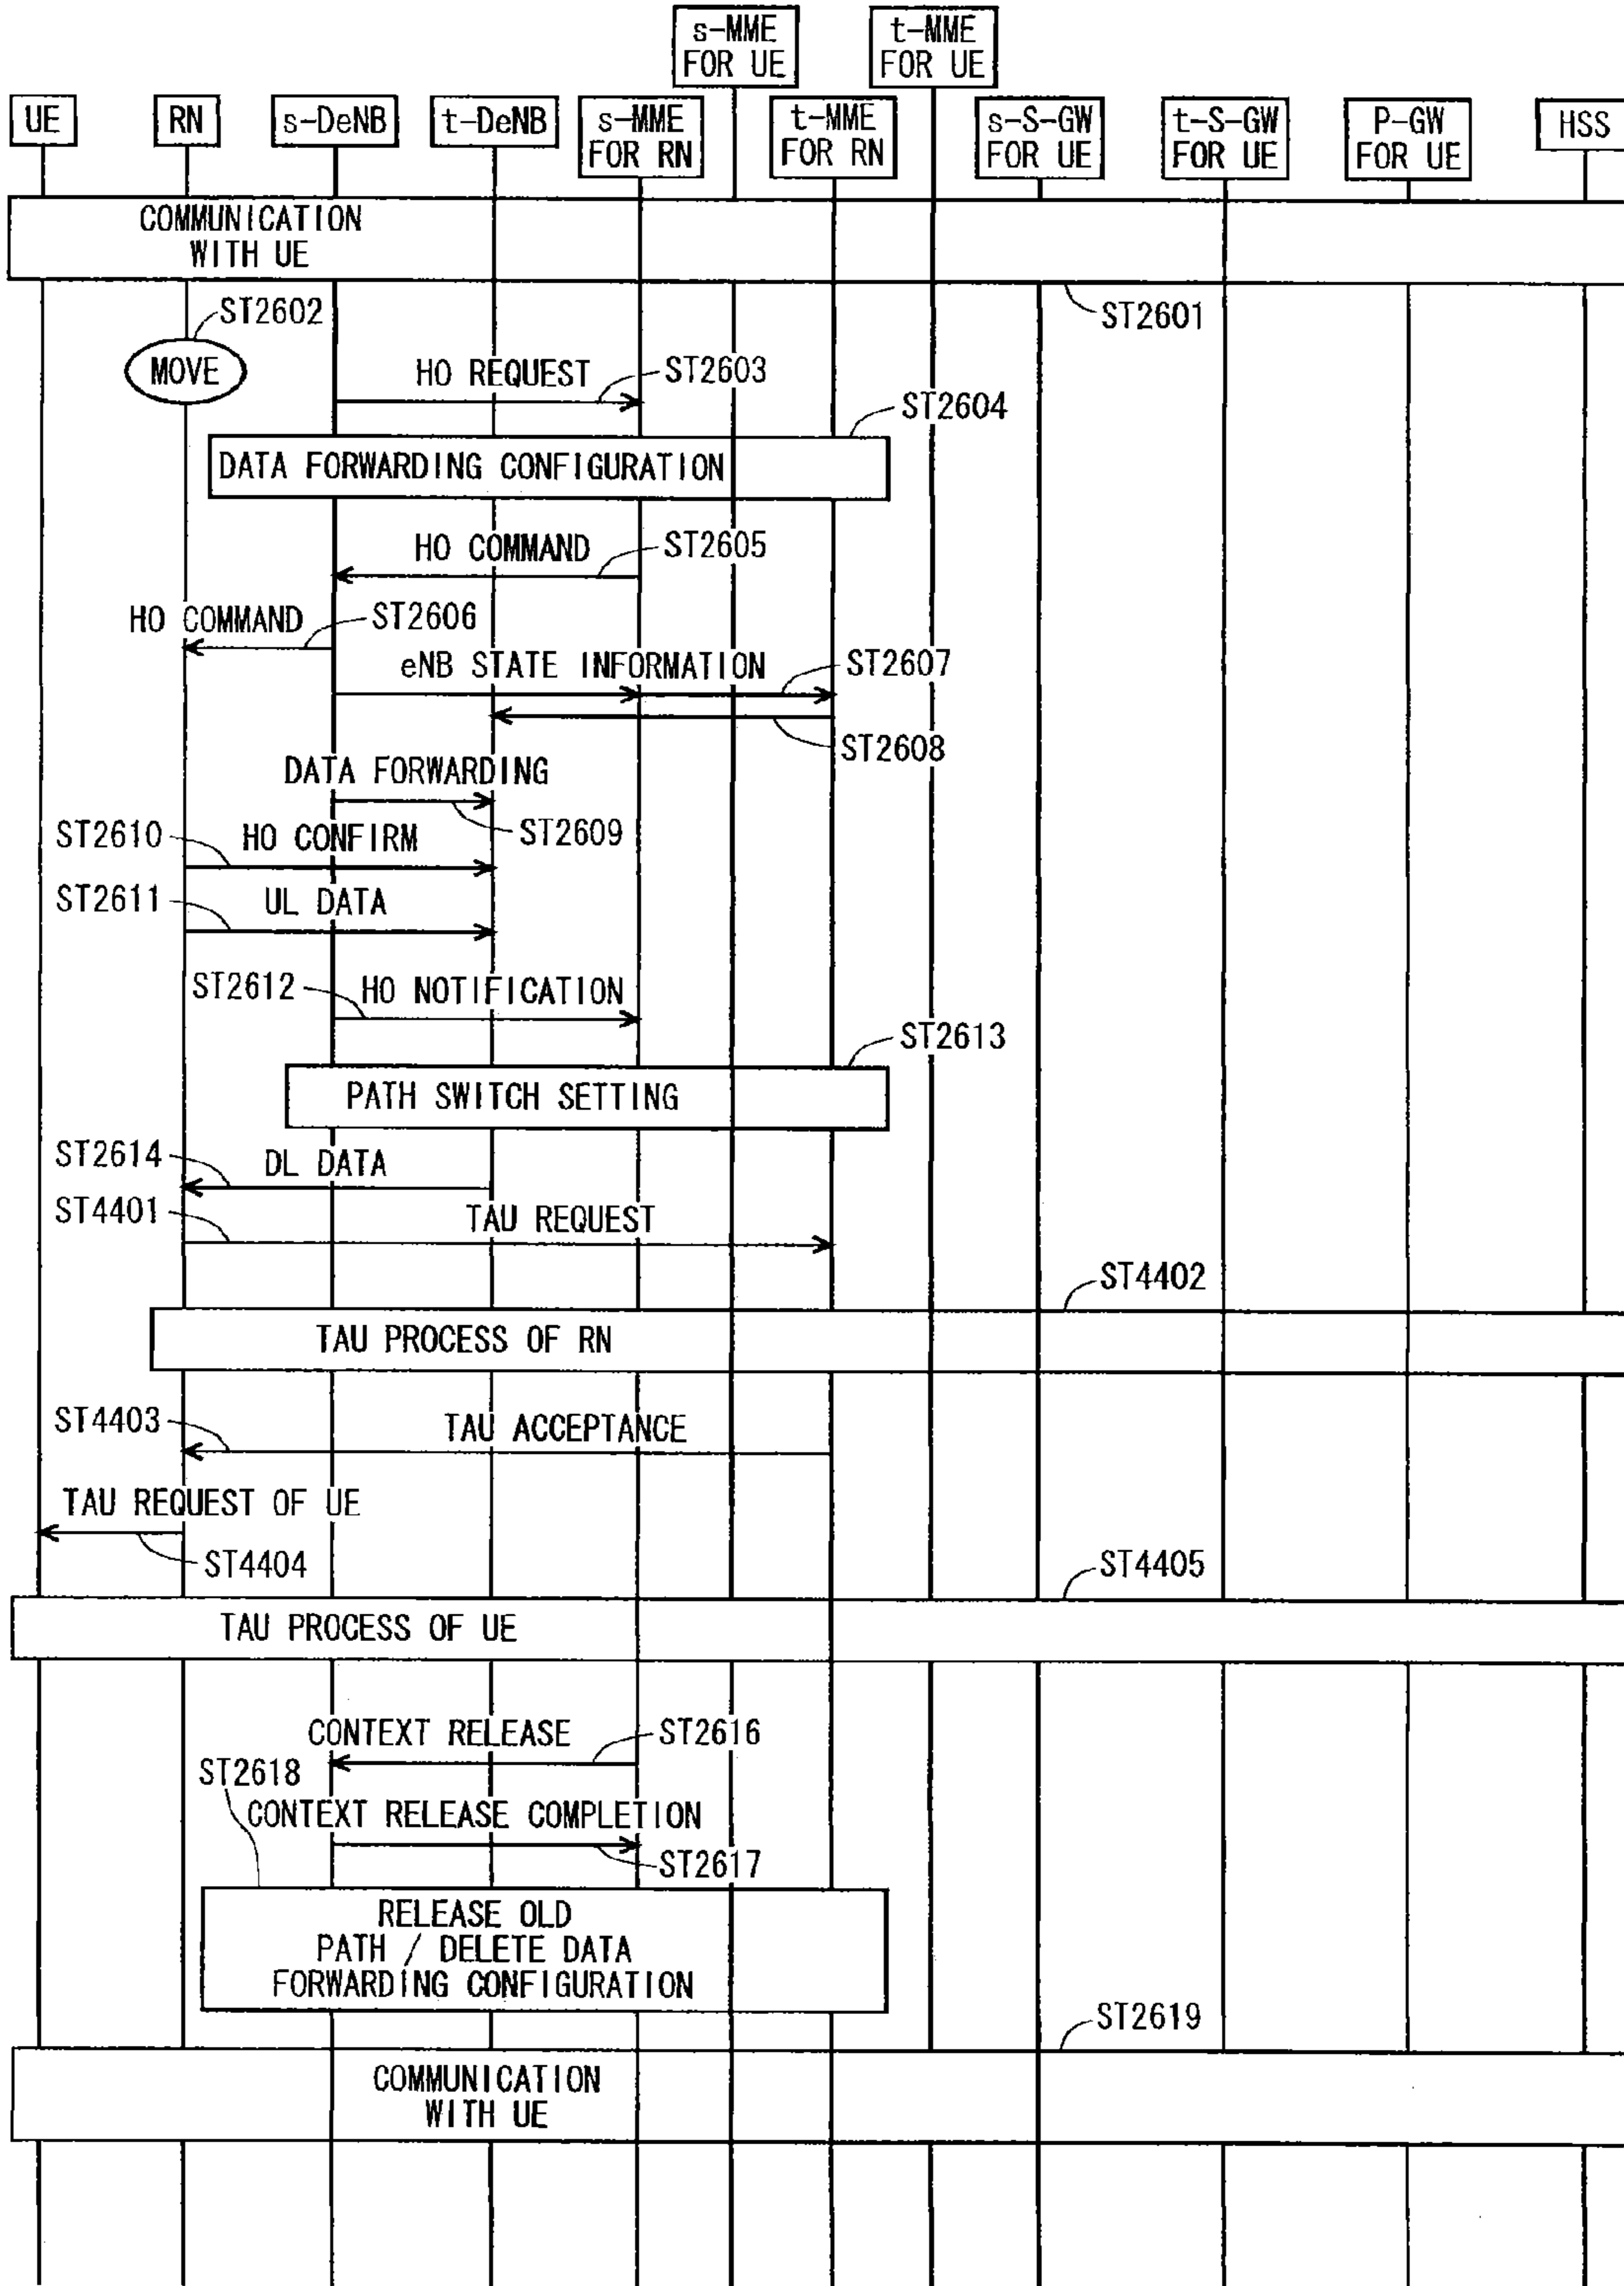 s-MME
FOR UE
t-MME
FOR UE
UE
RN
s-DeNB
t-DeNB
s-MME
FOR RN
t-MME
FOR RN
s-S-GW
FOR UE
t-S-GW
FOR UE
P-GW
FOR UE
HSS
COMMUNICATION
WITH UE
ST2601
ST2602
MOVE
HO REQUEST
ST2603
ST2604
DATA FORWARDING CONFIGURATION
HO COMMAND
ST2605
HO COMMAND
ST2606
eNB STATE INFORMATION
ST2607
ST2608
DATA FORWARDING
ST2609
ST2610
HO CONFIRM
ST2611
UL DATA
ST2612
HO NOTIFICATION
ST2613
PATH SWITCH SETTING
ST2614
DL DATA
ST4401
TAU REQUEST
ST4402
TAU PROCESS OF RN
ST4403
TAU ACCEPTANCE
TAU REQUEST OF UE
ST4404
ST4405
TAU PROCESS OF UE
CONTEXT RELEASE
ST2616
ST2618
CONTEXT RELEASE COMPLETION
ST2617
RELEASE OLD
PATH / DELETE DATA
FORWARDING CONFIGURATION
ST2619
COMMUNICATION
WITH UE